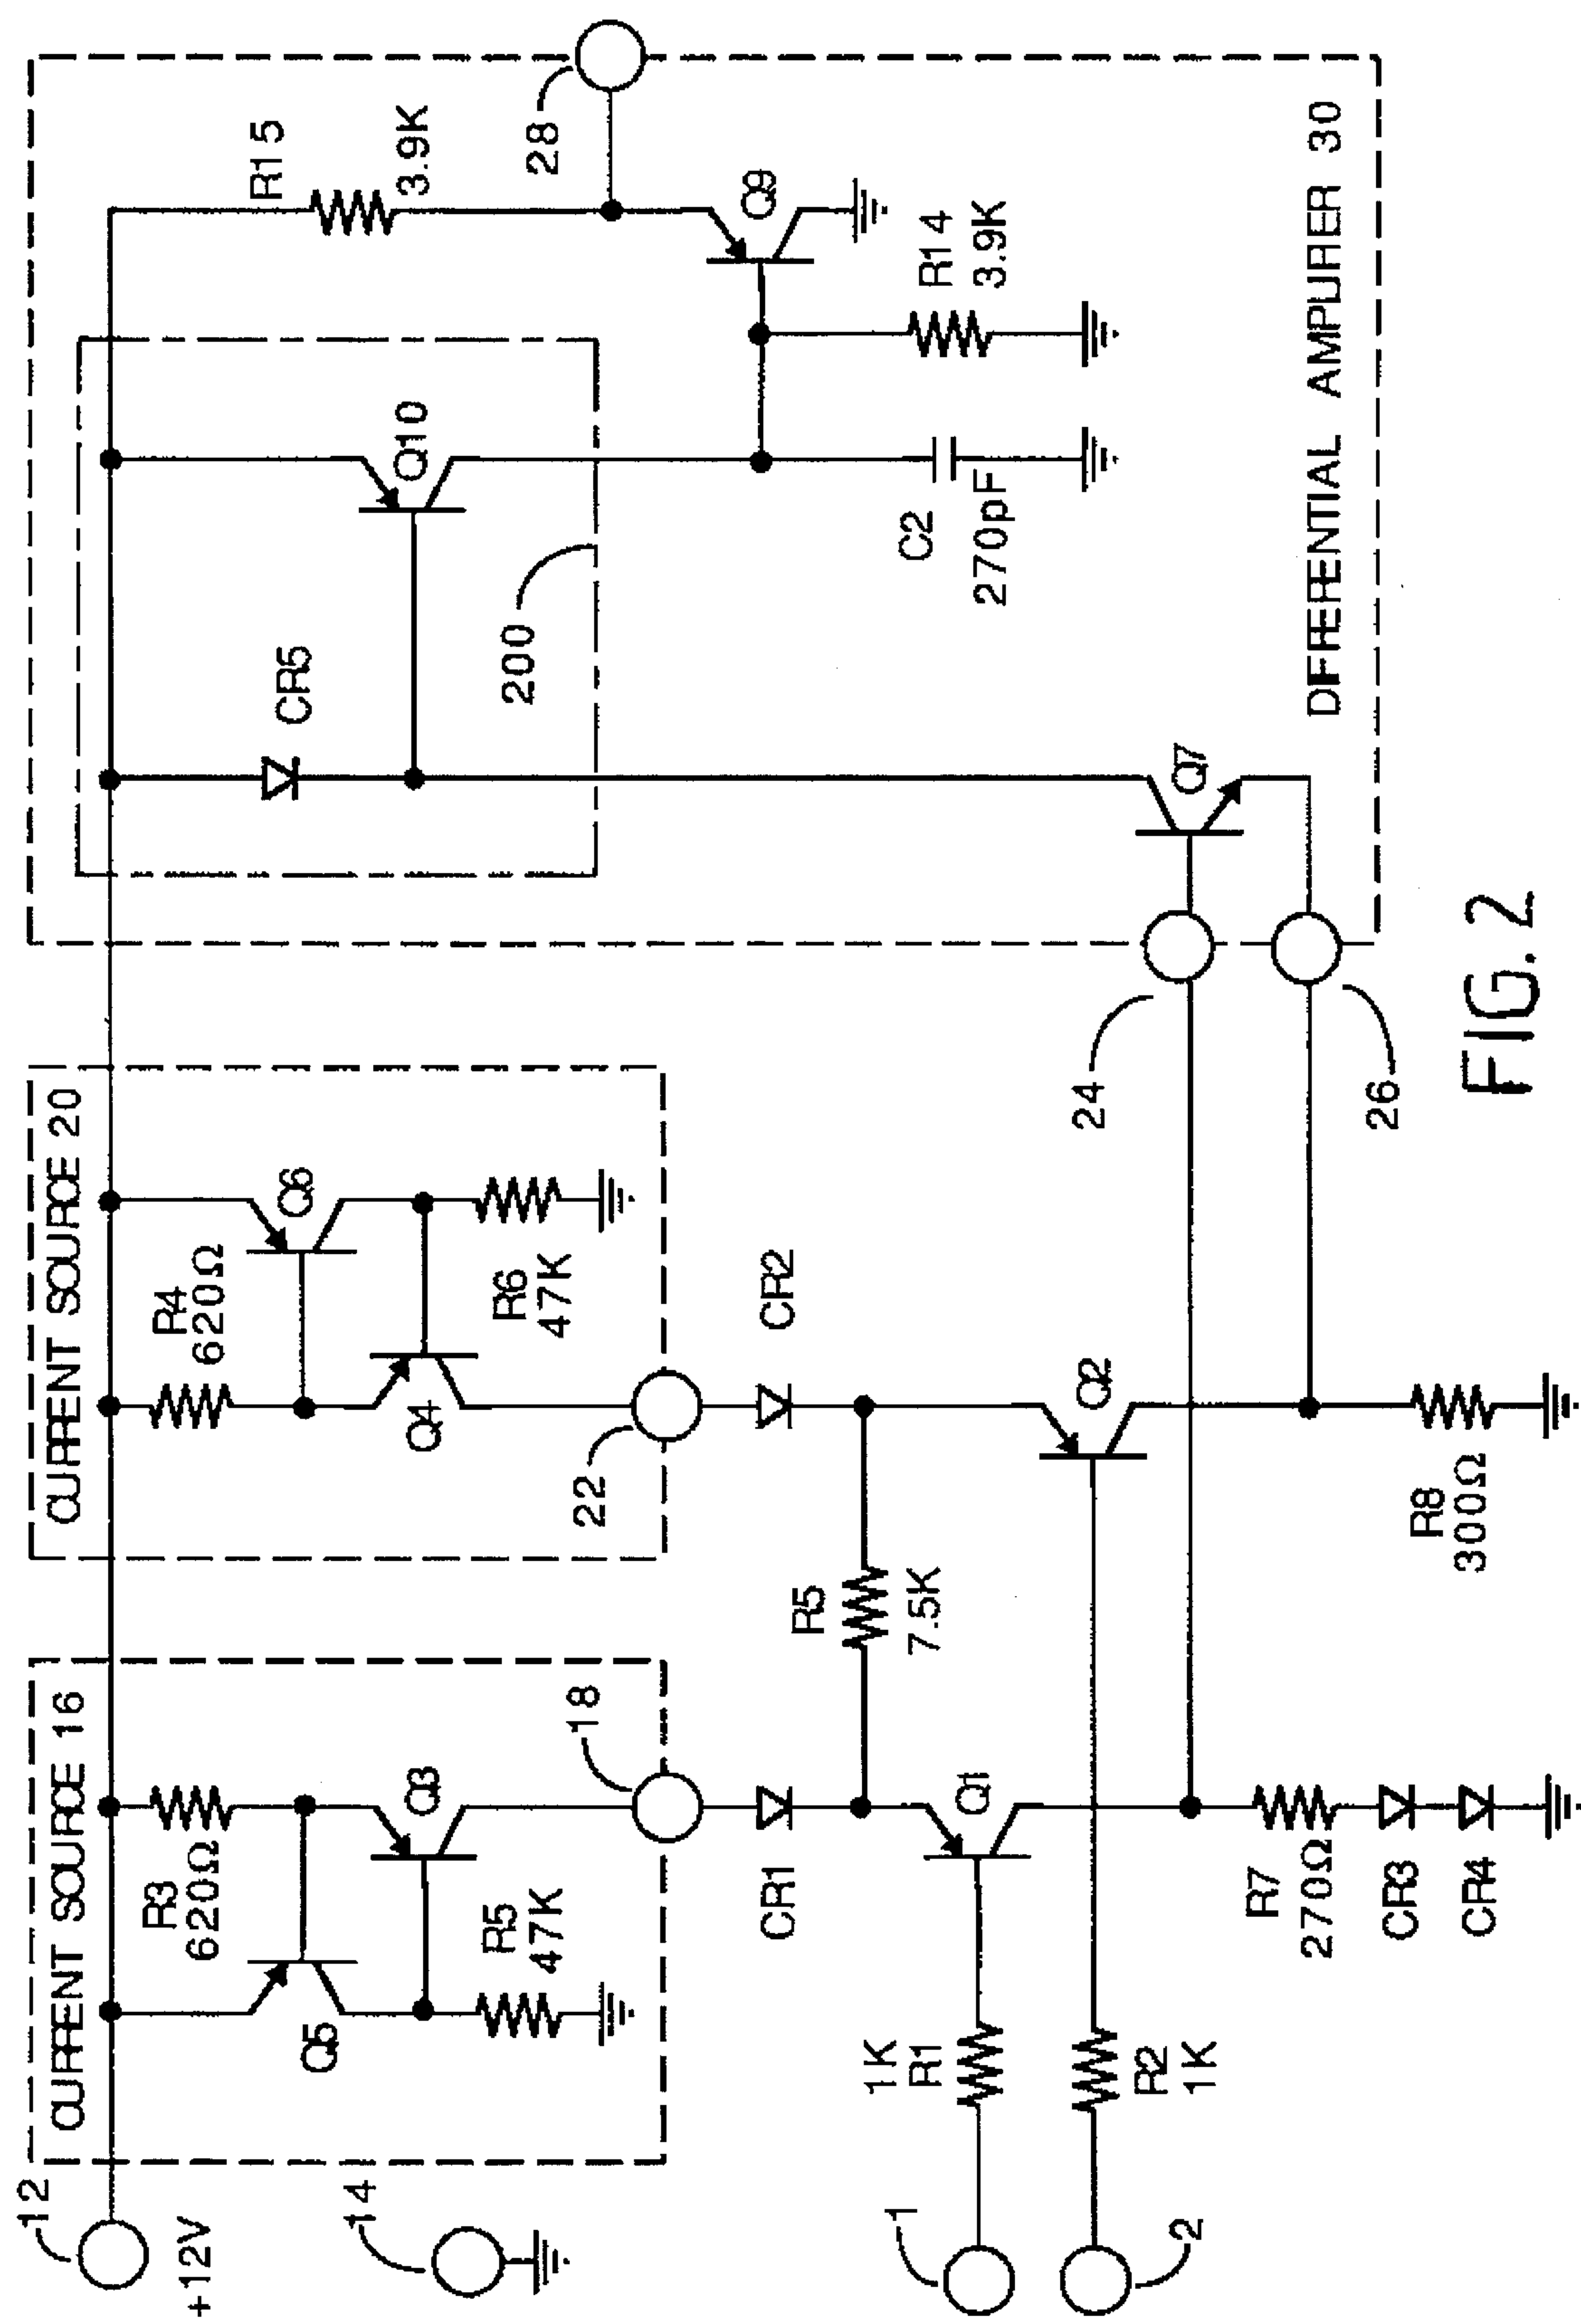 CURRENT SOURCE 16
CURRENT SOURCE 20
12
+12V
14
R3
620Ω
Q5
Q3
R5
47K
18
R4
620Ω
Q6
Q4
R6
47K
22
CR1
CR2
R5
7.5K
1K
R1
R2
1K
1
2
Q1
Q2
R7
270Ω
CR3
CR4
R8
300Ω
24
26
CR5
Q10
200
Q7
C2
270pF
R15
3.9K
28
Q9
R14
3.9K
DIFFERENTIAL AMPLIFIER 30
FIG. 2